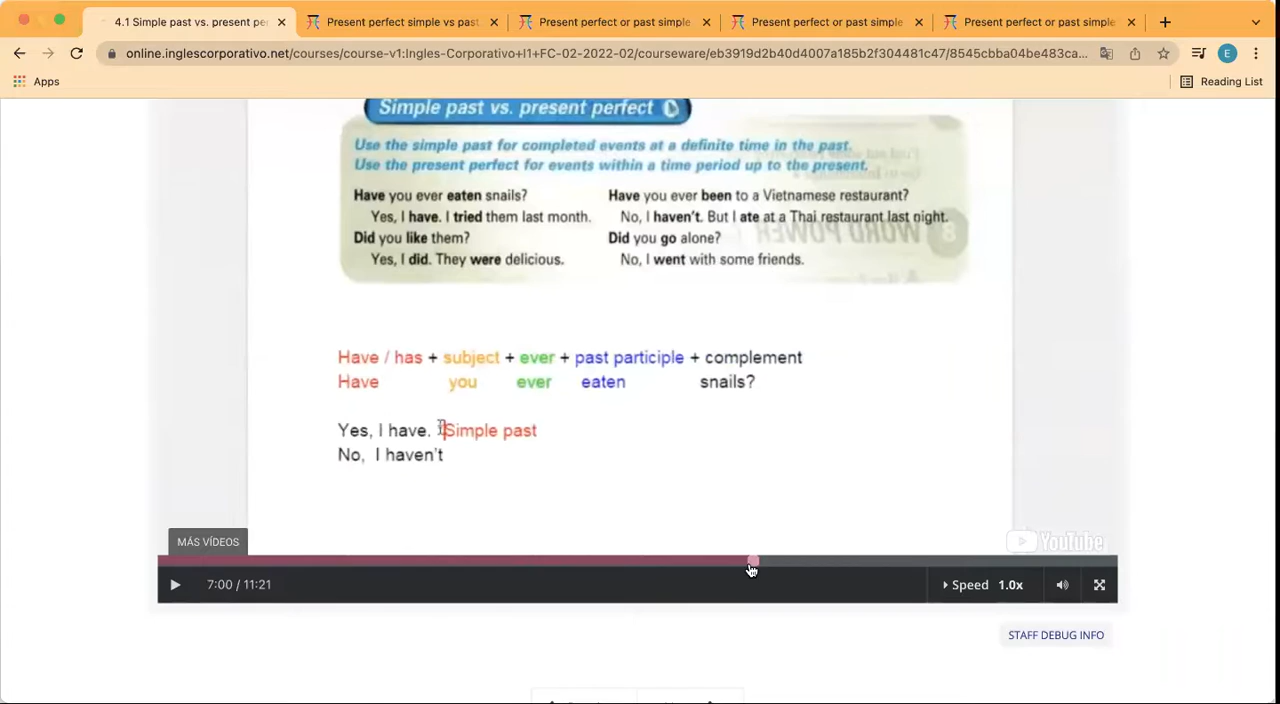 4.1 Simple past vs. present per
Present perfect simple vs past
Present perfect or past simple
Present perfect or past simple
Present perfect or past simple
online.inglescorporativo.net/courses/course-v1:Ingles-Corporativo+I1+FC-02-2022-02/courseware/eb3919d2b40d4007a185b2f304481c47/8545cbba04be483ca...
E
Apps
Reading List
Simple past vs. present perfect
Use the simple past for completed events at a definite time in the past.
Use the present perfect for events within a time period up to the present.
Have you ever eaten snails?
Yes, I have. I tried them last month.
Did you like them?
Yes, I did. They were delicious.
Have you ever been to a Vietnamese restaurant?
No, I haven't. But I ate at a Thai restaurant last night.
Did you go alone?
No, I went with some friends.
WORD POWER
Have / has + subject + ever + past participle + complement
Have you ever eaten snails?
Yes, I have. Simple past
No, I haven't
MÁS VÍDEOS
YouTube
7:00 / 11:21
Speed 1.0x
STAFF DEBUG INFO